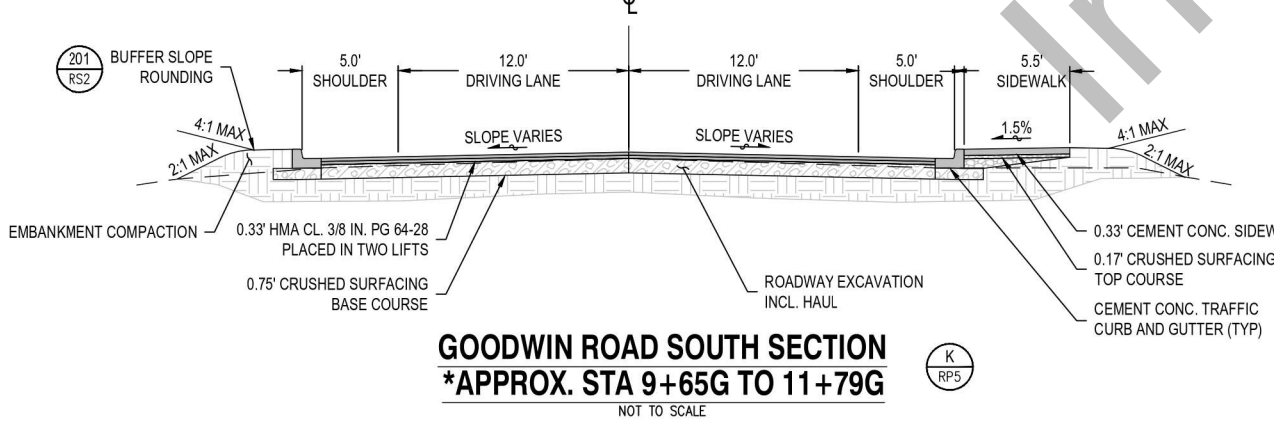 ℄
201
RS2
BUFFER SLOPE
ROUNDING
5.0'
SHOULDER
12.0'
DRIVING LANE
12.0'
DRIVING LANE
5.0'
SHOULDER
5.5'
SIDEWALK
4:1 MAX
2:1 MAX
SLOPE VARIES
SLOPE VARIES
1.5%
4:1 MAX
2:1 MAX
EMBANKMENT COMPACTION
0.33' HMA CL. 3/8 IN. PG 64-28
PLACED IN TWO LIFTS
0.75' CRUSHED SURFACING
BASE COURSE
ROADWAY EXCAVATION
INCL. HAUL
0.33' CEMENT CONC. SIDEW
0.17' CRUSHED SURFACING
TOP COURSE
CEMENT CONC. TRAFFIC
CURB AND GUTTER (TYP)
GOODWIN ROAD SOUTH SECTION
*APPROX. STA 9+65G TO 11+79G
NOT TO SCALE
K
RP5